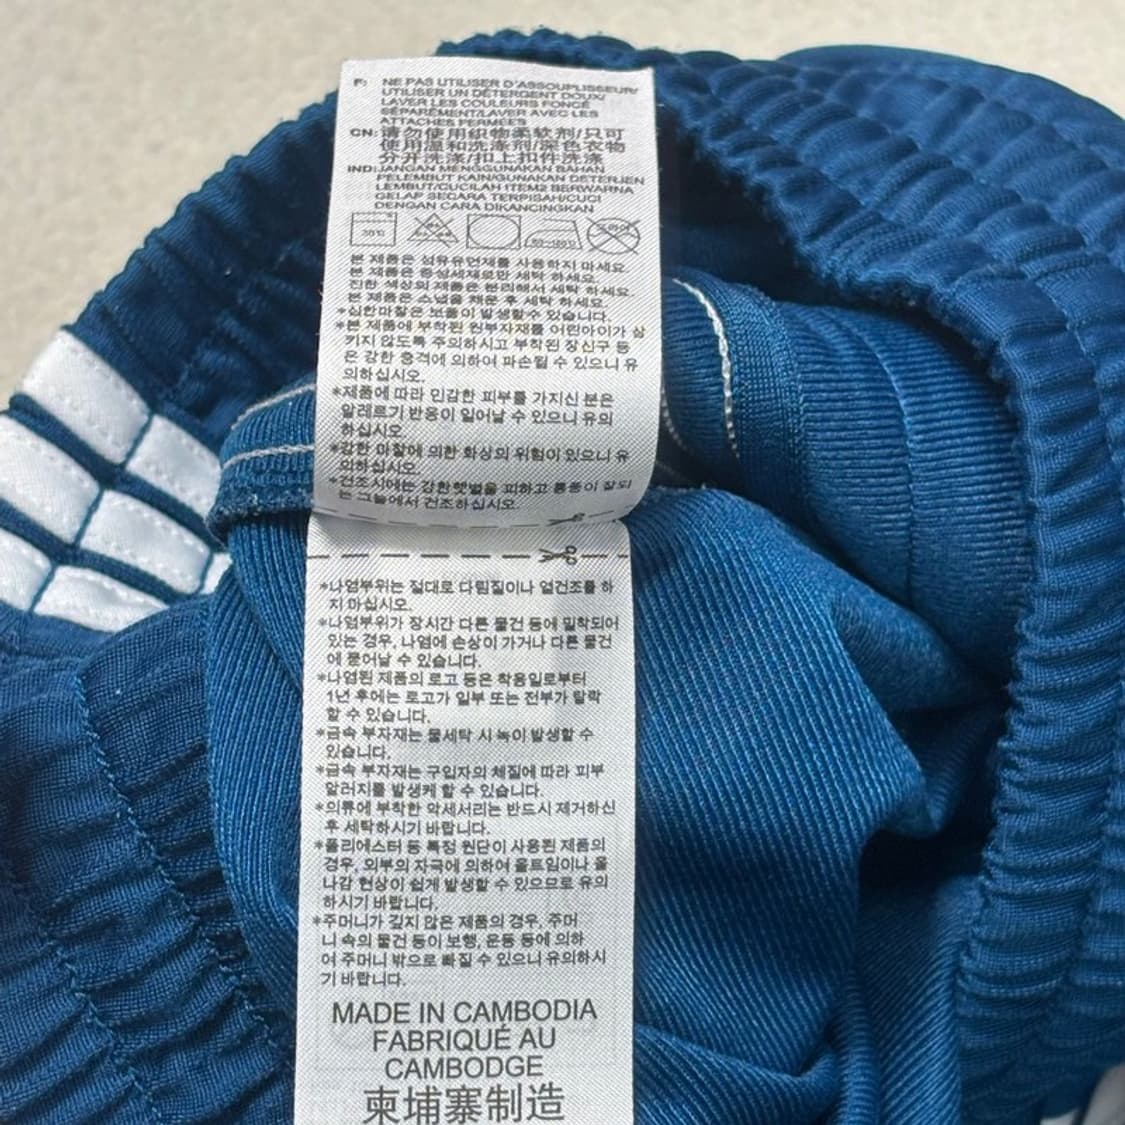 F: NE PAS UTILISER D'ASSOUPLISSEUR/
UTILISER UN DÉTERGENT DOUX/
LAVER LES COULEURS FONCÉ
SÉPARÉMENT/LAVER AVEC LES
ATTACHES FERMÉES
CN: 请勿使用织物柔软剂/只可
使用温和洗涤剂/深色衣物
分开洗涤/扣上扣件洗涤
IND: JANGAN MENGGUNAKAN BAHAN
PELEMBUT KAIN/GUNAKAN DETERJEN
LEMBUT/CUCILAH ITEM2 BERWARNA
GELAP SECARA TERPISAH/CUCI
DENGAN CARA DIKANCINGKAN
30°C
본 제품은 섬유유연제를 사용하지 마세요.
본 제품은 중성세제로만 세탁 하세요.
진한 색상의 제품은 분리해서 세탁 하세요.
본 제품은 스냅을 채운 후 세탁 하세요.
*심한마찰은 보풀이 발생할수 있습니다.
*본 제품에 부착된 원부자재를 어린아이가 삼
키지 않도록 주의하시고 부착된 장신구 등
은 강한 충격에 의하여 파손될 수 있으니 유
의하십시오.
*제품에 따라 민감한 피부를 가지신 분은
알레르기 반응이 일어날 수 있으니 유의
하십시오
*강한 마찰에 의한 화상의 위험이 있으니 유
의하십시오.
*건조시에는 강한햇볕을 피하고 통풍이 잘되
는 그늘에서 건조하십시오.
*나염부위는 절대로 다림질이나 열건조를 하
지 마십시오.
*나염부위가 장시간 다른 물건 등에 밀착되어
있는 경우, 나염에 손상이 가거나 다른 물건
에 묻어날 수 있습니다.
*나염된 제품의 로고 등은 착용일로부터
1년 후에는 로고가 일부 또는 전부가 탈락
할 수 있습니다.
*금속 부자재는 물세탁 시 녹이 발생할 수
있습니다.
*금속 부자재는 구입자의 체질에 따라 피부
알러지를 발생케 할 수 있습니다.
*의류에 부착한 악세서리는 반드시 제거하신
후 세탁하시기 바랍니다.
*폴리에스터 등 특정 원단이 사용된 제품의
경우, 외부의 자극에 의하여 올트임이나 올
나감 현상이 쉽게 발생할 수 있으므로 유의
하시기 바랍니다.
*주머니가 깊지 않은 제품의 경우, 주머
니 속의 물건 등이 보행, 운동 등에 의하
여 주머니 밖으로 빠질 수 있으니 유의하시
기 바랍니다.
MADE IN CAMBODIA
FABRIQUÉ AU
CAMBODGE
柬埔寨制造